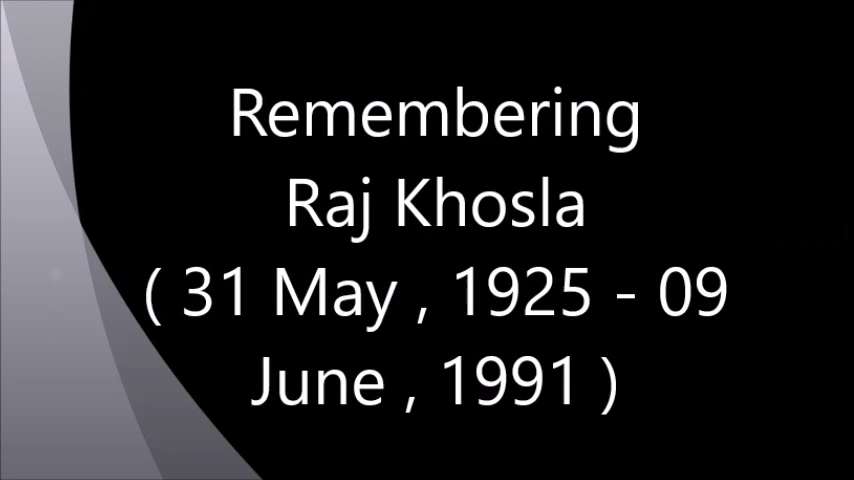 Remembering
Raj Khosla
( 31 May , 1925 - 09
June , 1991 )